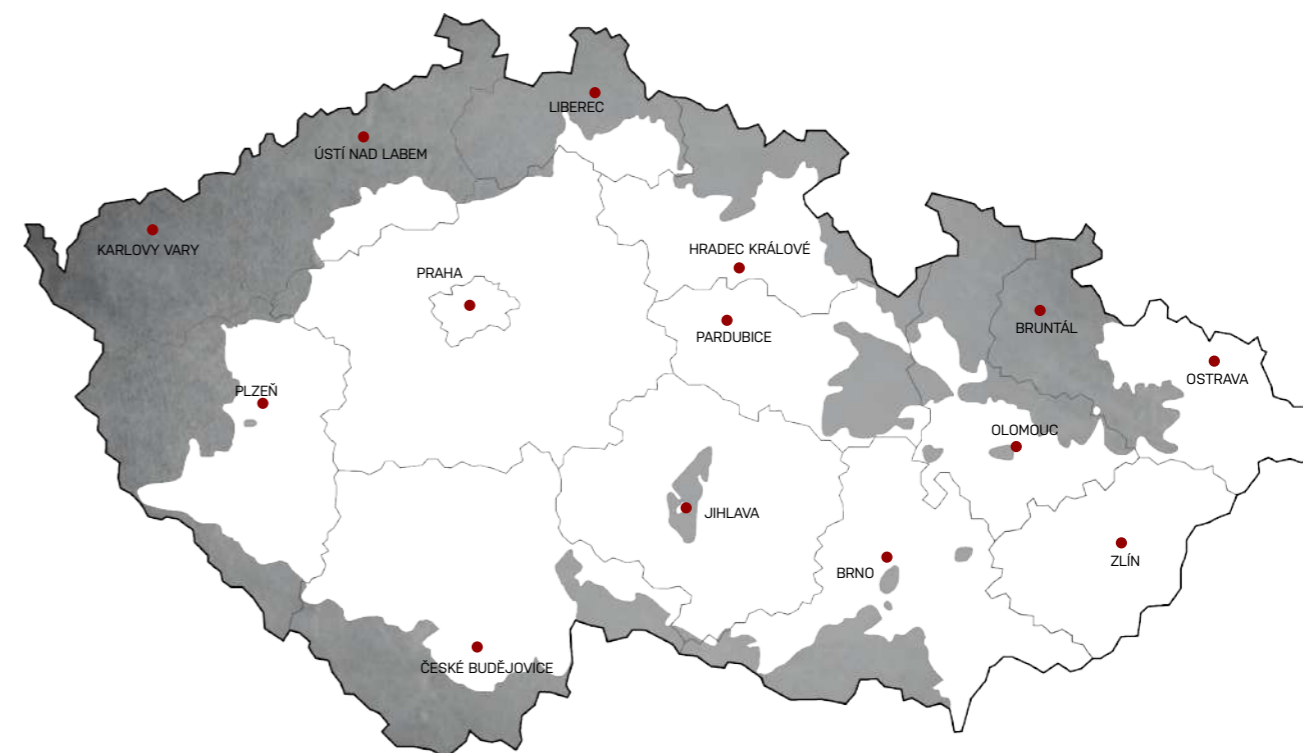 LIBEREC
ÚSTÍ NAD LABEM
KARLOVY VARY
HRADEC KRÁLOVÉ
PRAHA
BRUNTÁL
PARDUBICE
OSTRAVA
PLZEŇ
OLOMOUC
JIHLAVA
ZLÍN
BRNO
ČESKÉ BUDĚJOVICE